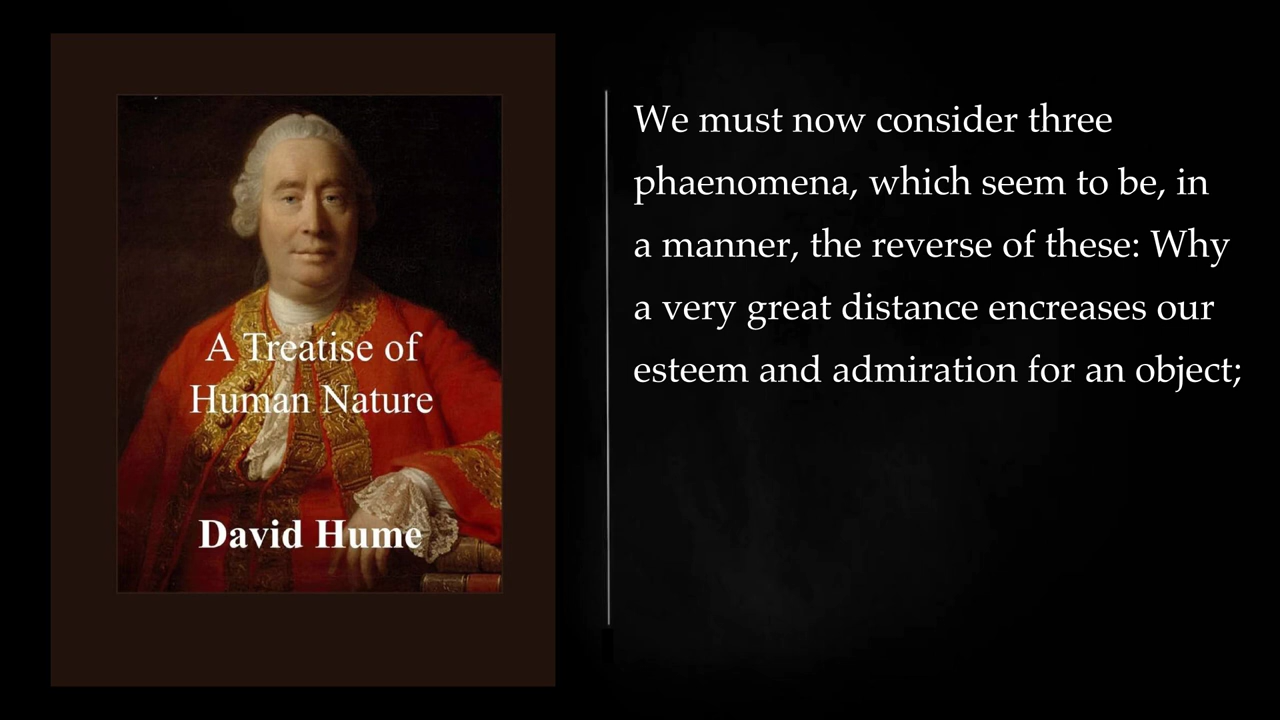 A Treatise of
Human Nature
David Hume
We must now consider three
phaenomena, which seem to be, in
a manner, the reverse of these: Why
a very great distance encreases our
esteem and admiration for an object;